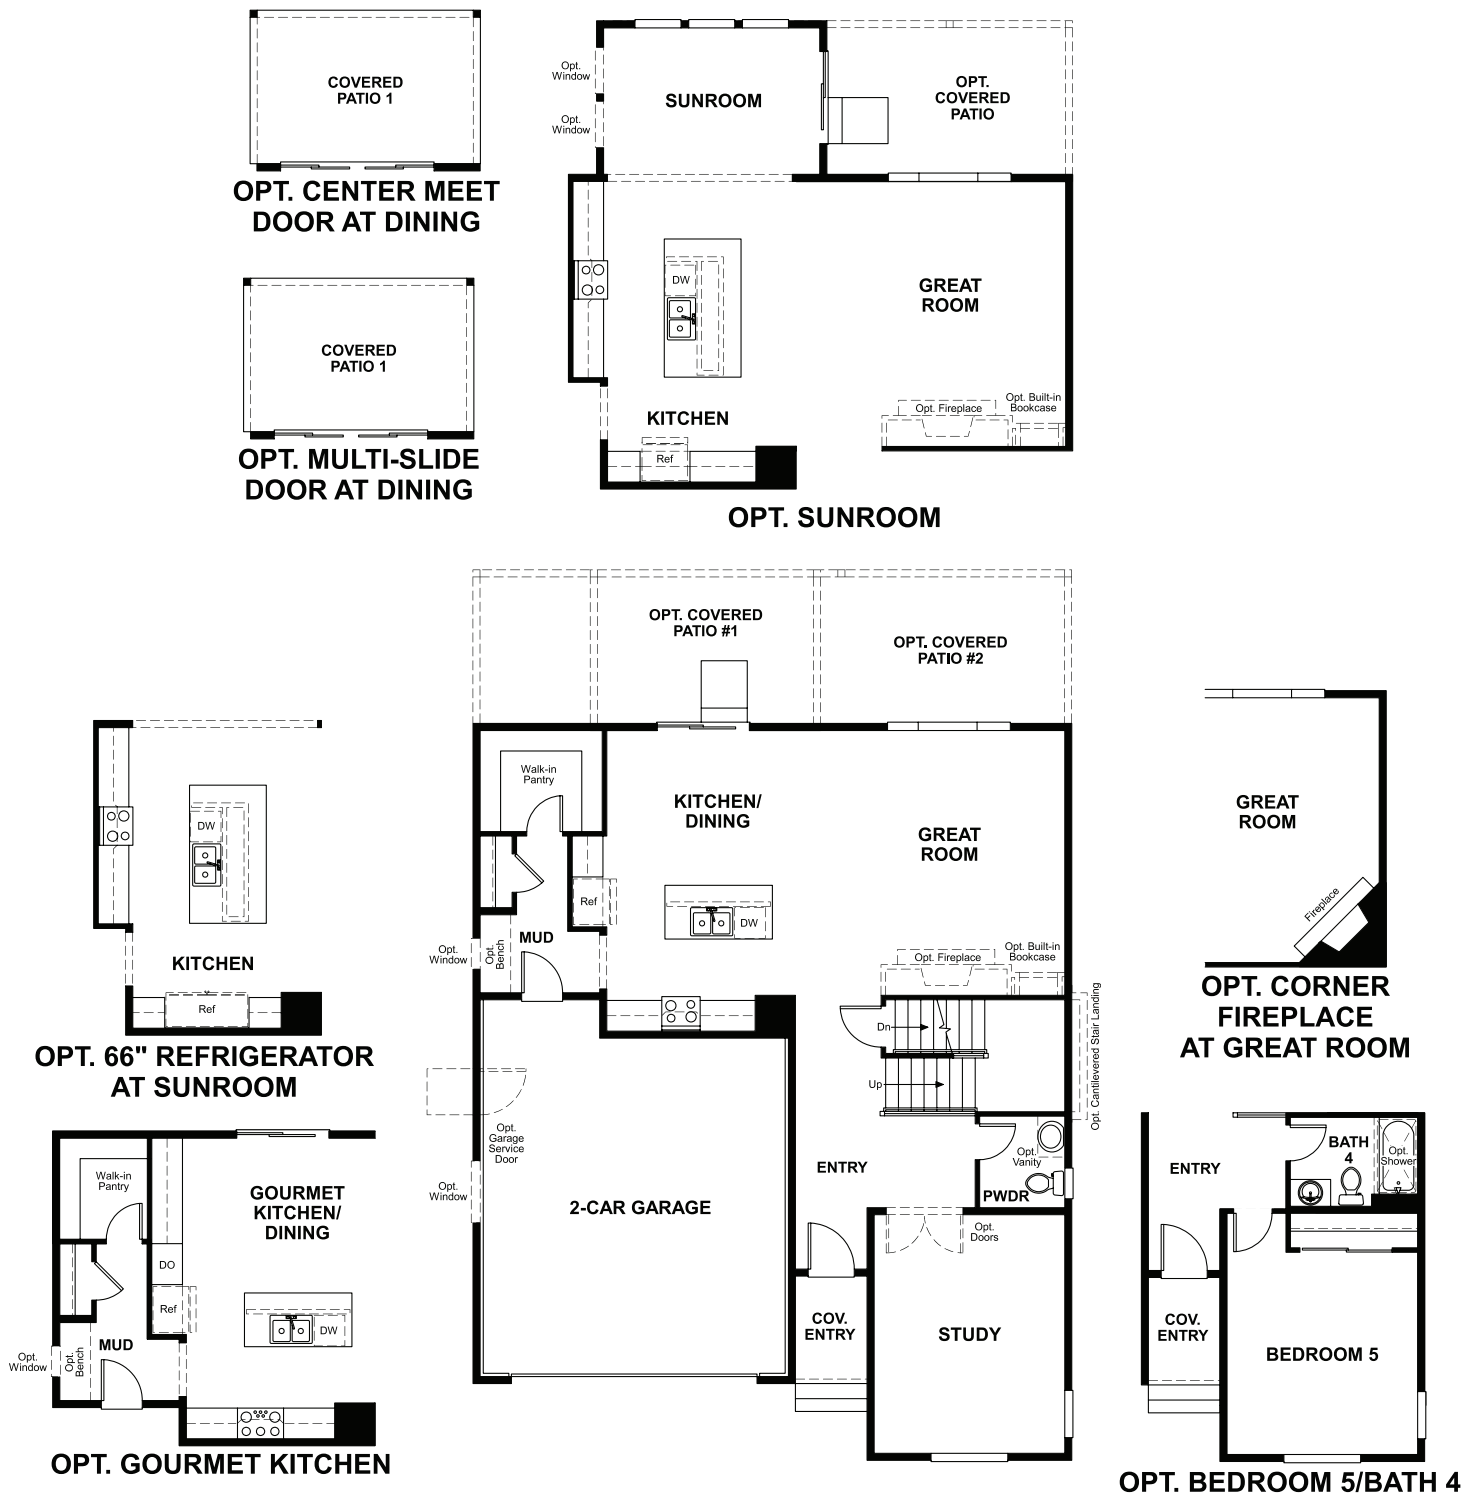 COVERED
PATIO 1
OPT. CENTER MEET
DOOR AT DINING
COVERED
PATIO 1
OPT. MULTI-SLIDE
DOOR AT DINING
Opt.
Window
Opt.
Window
SUNROOM
OPT.
COVERED
PATIO
DW
GREAT
ROOM
KITCHEN
Ref
Opt. Fireplace
Opt. Built-in
Bookcase
OPT. SUNROOM
OPT. COVERED
PATIO #1
OPT. COVERED
PATIO #2
Walk-in
Pantry
KITCHEN/
DINING
GREAT
ROOM
Ref
DW
MUD
Opt.
Bench
Opt.
Window
Opt. Fireplace
Opt. Built-in
Bookcase
Dn
Up
Opt. Cantilevered Stair Landing
Opt.
Garage
Service
Door
Opt.
Window
2-CAR GARAGE
ENTRY
Opt.
Vanity
PWDR
Opt.
Doors
COV.
ENTRY
STUDY
DW
KITCHEN
Ref
OPT. 66" REFRIGERATOR
AT SUNROOM
Walk-in
Pantry
GOURMET
KITCHEN/
DINING
DO
Ref
DW
MUD
Opt.
Bench
Opt.
Window
OPT. GOURMET KITCHEN
GREAT
ROOM
Fireplace
OPT. CORNER
FIREPLACE
AT GREAT ROOM
ENTRY
BATH
4
Opt.
Shower
COV.
ENTRY
BEDROOM 5
OPT. BEDROOM 5/BATH 4